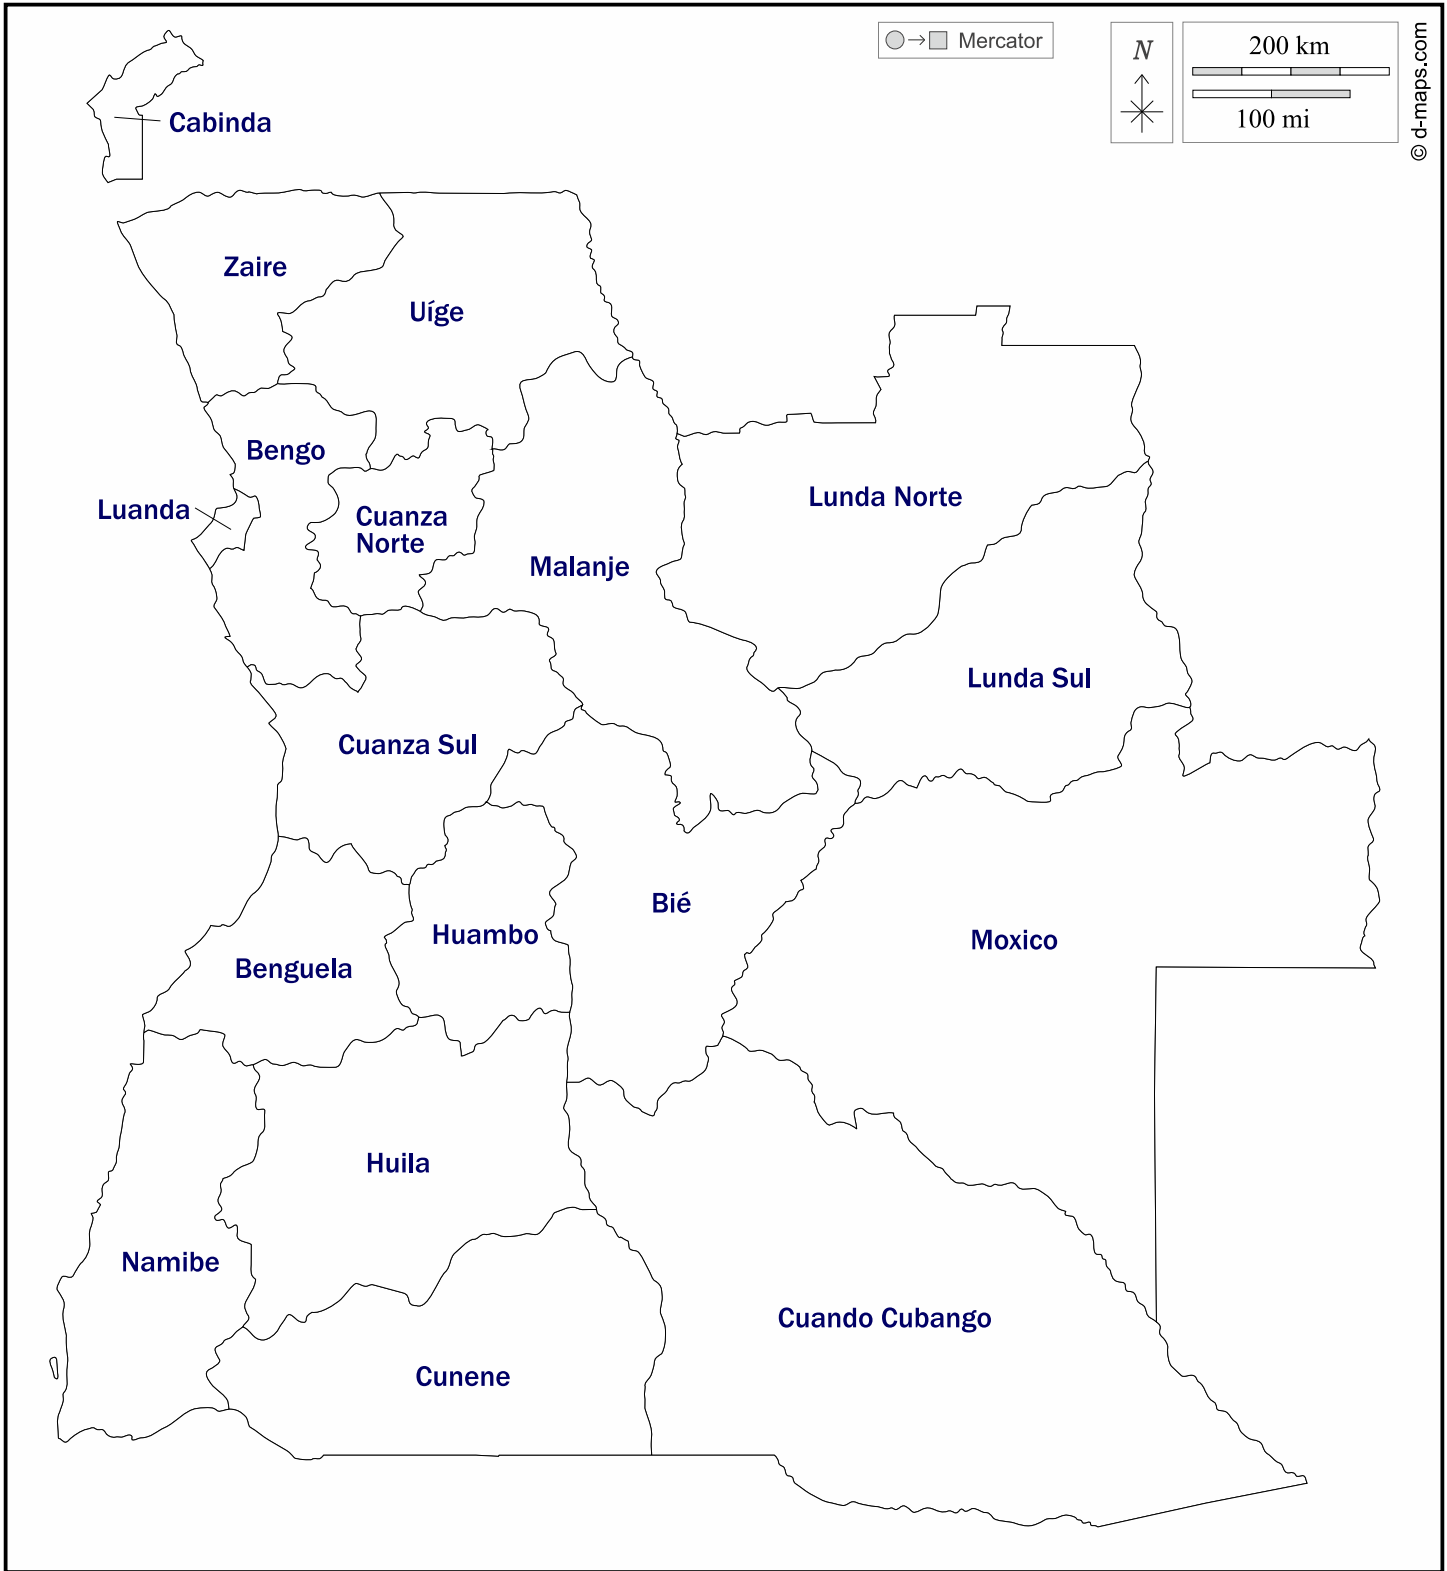 Mercator
N
200 km
100 mi
© d-maps.com
Cabinda
Zaire
Uíge
Bengo
Luanda
Cuanza
Norte
Malanje
Lunda Norte
Lunda Sul
Cuanza Sul
Bié
Huambo
Benguela
Moxico
Huila
Namibe
Cuando Cubango
Cunene